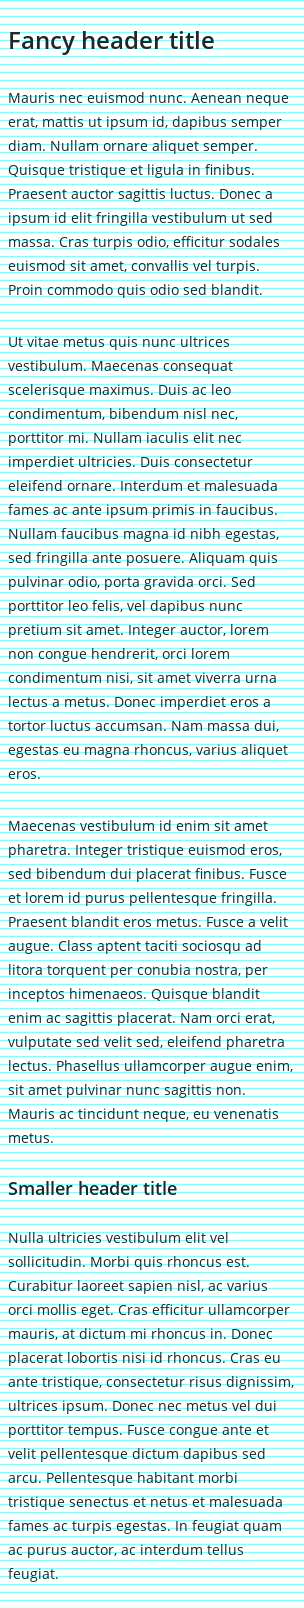 Fancy header title
Mauris nec euismod nunc. Aenean neque
erat, mattis ut ipsum id, dapibus semper
diam. Nullam ornare aliquet semper.
Quisque tristique et ligula in finibus.
Praesent auctor sagittis luctus. Donec a
ipsum id elit fringilla vestibulum ut sed
massa. Cras turpis odio, efficitur sodales
euismod sit amet, convallis vel turpis.
Proin commodo quis odio sed blandit.
Ut vitae metus quis nunc ultrices
vestibulum. Maecenas consequat
scelerisque maximus. Duis ac leo
condimentum, bibendum nisl nec,
porttitor mi. Nullam iaculis elit nec
imperdiet ultricies. Duis consectetur
eleifend ornare. Interdum et malesuada
fames ac ante ipsum primis in faucibus.
Nullam faucibus magna id nibh egestas,
sed fringilla ante posuere. Aliquam quis
pulvinar odio, porta gravida orci. Sed
porttitor leo felis, vel dapibus nunc
pretium sit amet. Integer auctor, lorem
non congue hendrerit, orci lorem
condimentum nisi, sit amet viverra urna
lectus a metus. Donec imperdiet eros a
tortor luctus accumsan. Nam massa dui,
egestas eu magna rhoncus, varius aliquet
eros.
Maecenas vestibulum id enim sit amet
pharetra. Integer tristique euismod eros,
sed bibendum dui placerat finibus. Fusce
et lorem id purus pellentesque fringilla.
Praesent blandit eros metus. Fusce a velit
augue. Class aptent taciti sociosqu ad
litora torquent per conubia nostra, per
inceptos himenaeos. Quisque blandit
enim ac sagittis placerat. Nam orci erat,
vulputate sed velit sed, eleifend pharetra
lectus. Phasellus ullamcorper augue enim,
sit amet pulvinar nunc sagittis non.
Mauris ac tincidunt neque, eu venenatis
metus.
Smaller header title
Nulla ultricies vestibulum elit vel
sollicitudin. Morbi quis rhoncus est.
Curabitur laoreet sapien nisl, ac varius
orci mollis eget. Cras efficitur ullamcorper
mauris, at dictum mi rhoncus in. Donec
placerat lobortis nisi id rhoncus. Cras eu
ante tristique, consectetur risus dignissim,
ultrices ipsum. Donec nec metus vel dui
porttitor tempus. Fusce congue ante et
velit pellentesque dictum dapibus sed
arcu. Pellentesque habitant morbi
tristique senectus et netus et malesuada
fames ac turpis egestas. In feugiat quam
ac purus auctor, ac interdum tellus
feugiat.